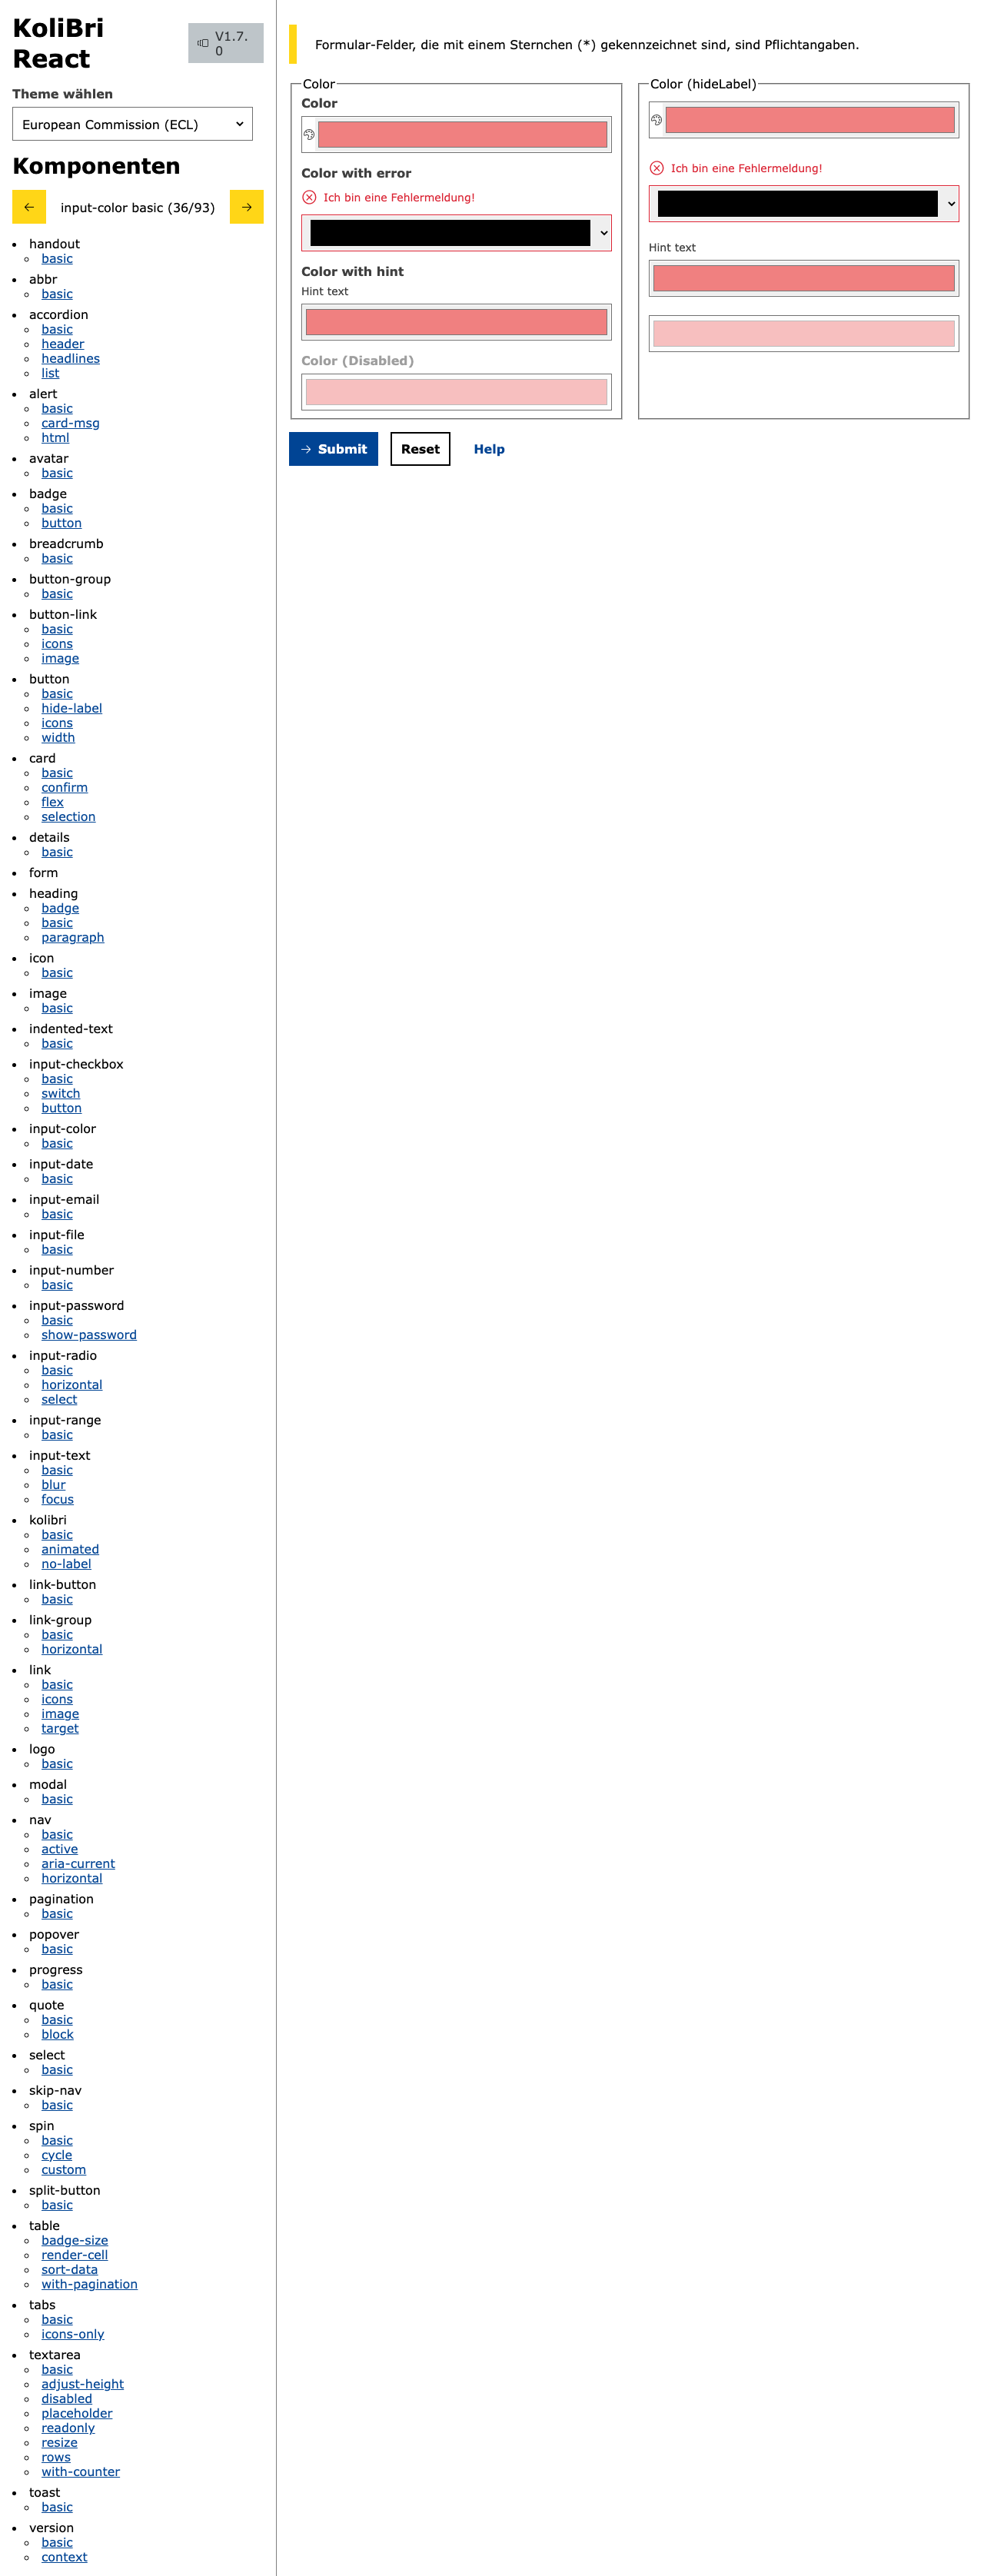 KoliBri
React
V1.7.
0
Theme wählen
European Commission (ECL)
Komponenten
input-color basic (36/93)
handout
basic
abbr
basic
accordion
basic
header
headlines
list
alert
basic
card-msg
html
avatar
basic
badge
basic
button
breadcrumb
basic
button-group
basic
button-link
basic
icons
image
button
basic
hide-label
icons
width
card
basic
confirm
flex
selection
details
basic
form
heading
badge
basic
paragraph
icon
basic
image
basic
indented-text
basic
input-checkbox
basic
switch
button
input-color
basic
input-date
basic
input-email
basic
input-file
basic
input-number
basic
input-password
basic
show-password
input-radio
basic
horizontal
select
input-range
basic
input-text
basic
blur
focus
kolibri
basic
animated
no-label
link-button
basic
link-group
basic
horizontal
link
basic
icons
image
target
logo
basic
modal
basic
nav
basic
active
aria-current
horizontal
pagination
basic
popover
basic
progress
basic
quote
basic
block
select
basic
skip-nav
basic
spin
basic
cycle
custom
split-button
basic
table
badge-size
render-cell
sort-data
with-pagination
tabs
basic
icons-only
textarea
basic
adjust-height
disabled
placeholder
readonly
resize
rows
with-counter
toast
basic
version
basic
context
Formular-Felder, die mit einem Sternchen (*) gekennzeichnet sind, sind Pflichtangaben.
Color
Color
Color with error
Ich bin eine Fehlermeldung!
Color with hint
Hint text
Color (Disabled)
Color (hideLabel)
Ich bin eine Fehlermeldung!
Hint text
Submit
Reset
Help